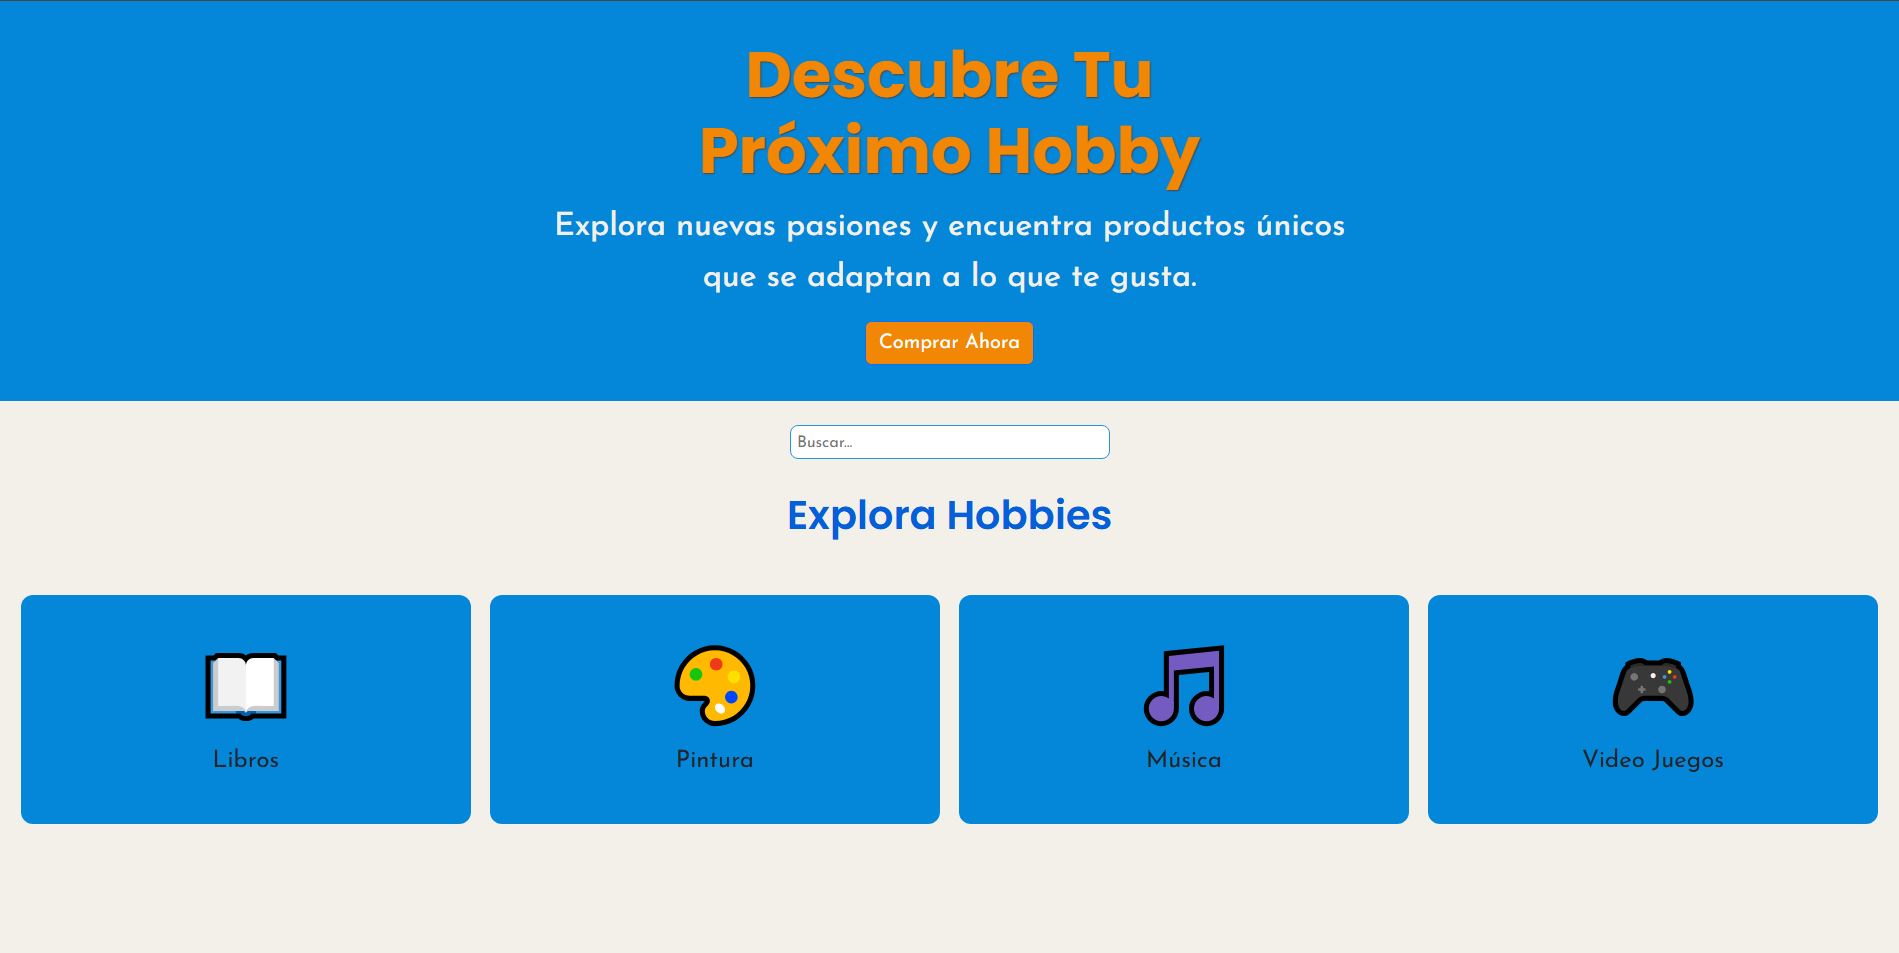 Descubre Tu
Próximo Hobby
Explora nuevas pasiones y encuentra productos únicos
que se adaptan a lo que te gusta.
Comprar Ahora
Buscar...
Explora Hobbies
Libros
Pintura
Música
Video Juegos